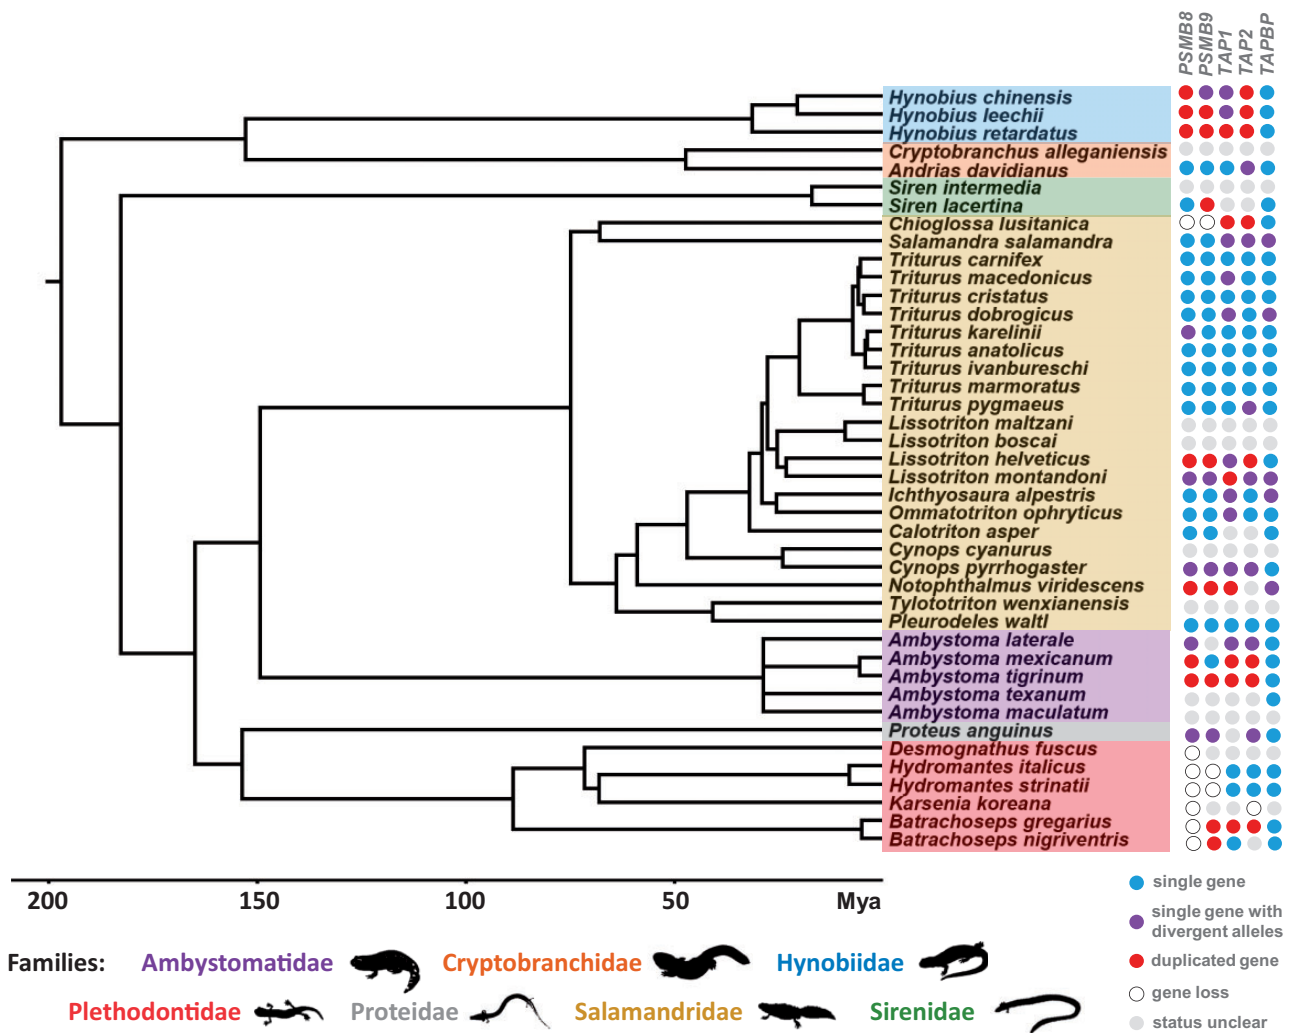 PSMB8 PSMB9 TAP1 TAP2 TAPBP
Hynobius chinensis
Hynobius leechii
Hynobius retardatus
Cryptobranchus alleganiensis
Andrias davidianus
Siren intermedia
Siren lacertina
Chioglossa lusitanica
Salamandra salamandra
Triturus carnifex
Triturus macedonicus
Triturus cristatus
Triturus dobrogicus
Triturus karelinii
Triturus anatolicus
Triturus ivanbureschi
Triturus marmoratus
Triturus pygmaeus
Lissotriton maltzani
Lissotriton boscai
Lissotriton helveticus
Lissotriton montandoni
Ichthyosaura alpestris
Ommatotriton ophryticus
Calotriton asper
Cynops cyanurus
Cynops pyrrhogaster
Notophthalmus viridescens
Tylototriton wenxianensis
Pleurodeles waltl
Ambystoma laterale
Ambystoma mexicanum
Ambystoma tigrinum
Ambystoma texanum
Ambystoma maculatum
Proteus anguinus
Desmognathus fuscus
Hydromantes italicus
Hydromantes strinatii
Karsenia koreana
Batrachoseps gregarius
Batrachoseps nigriventris
200 150 100 50 Mya
single gene
single gene with
divergent alleles
duplicated gene
gene loss
status unclear
Families: Ambystomatidae Cryptobranchidae Hynobiidae
Plethodontidae Proteidae Salamandridae Sirenidae